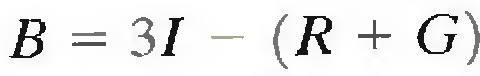 B = 3I − (R + G)